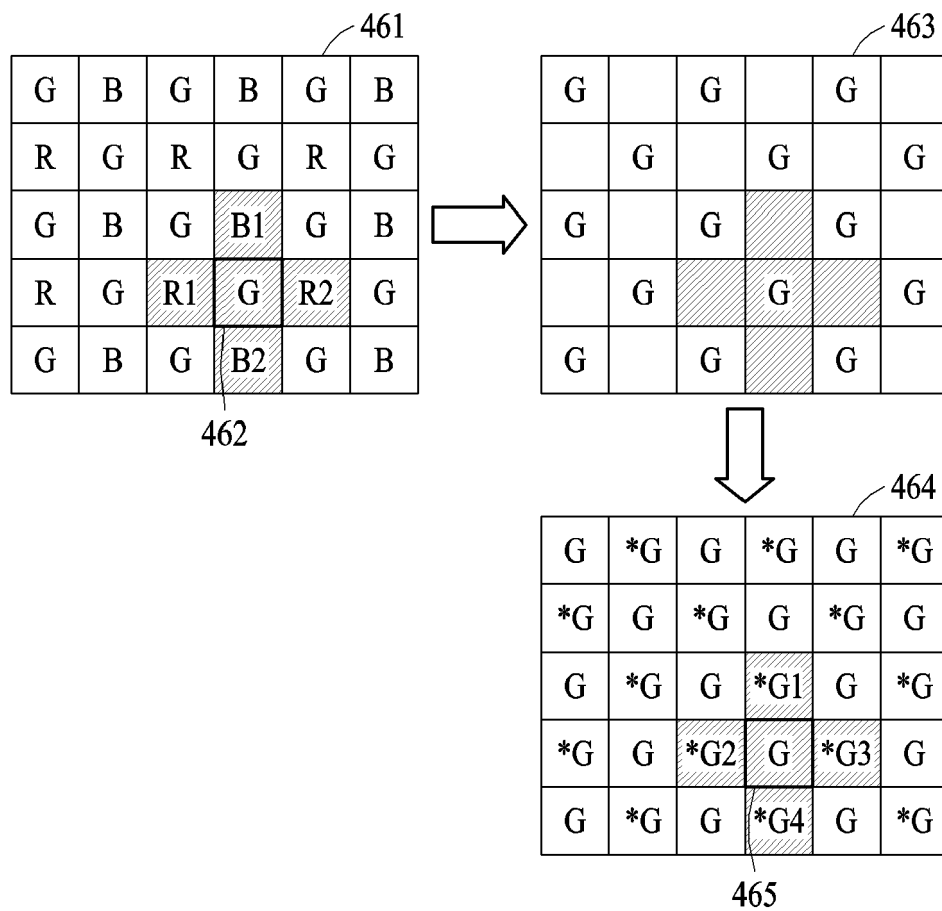 461
G B G B G B
R G R G R G
G B G B1 G B
R G R1 G R2 G
G B G B2 G B
462
463
G G G
G G G
G G G
G G G
G G G
464
G *G G *G G *G
*G G *G G *G G
G *G G *G1 G *G
*G G *G2 G *G3 G
G *G G *G4 G *G
465